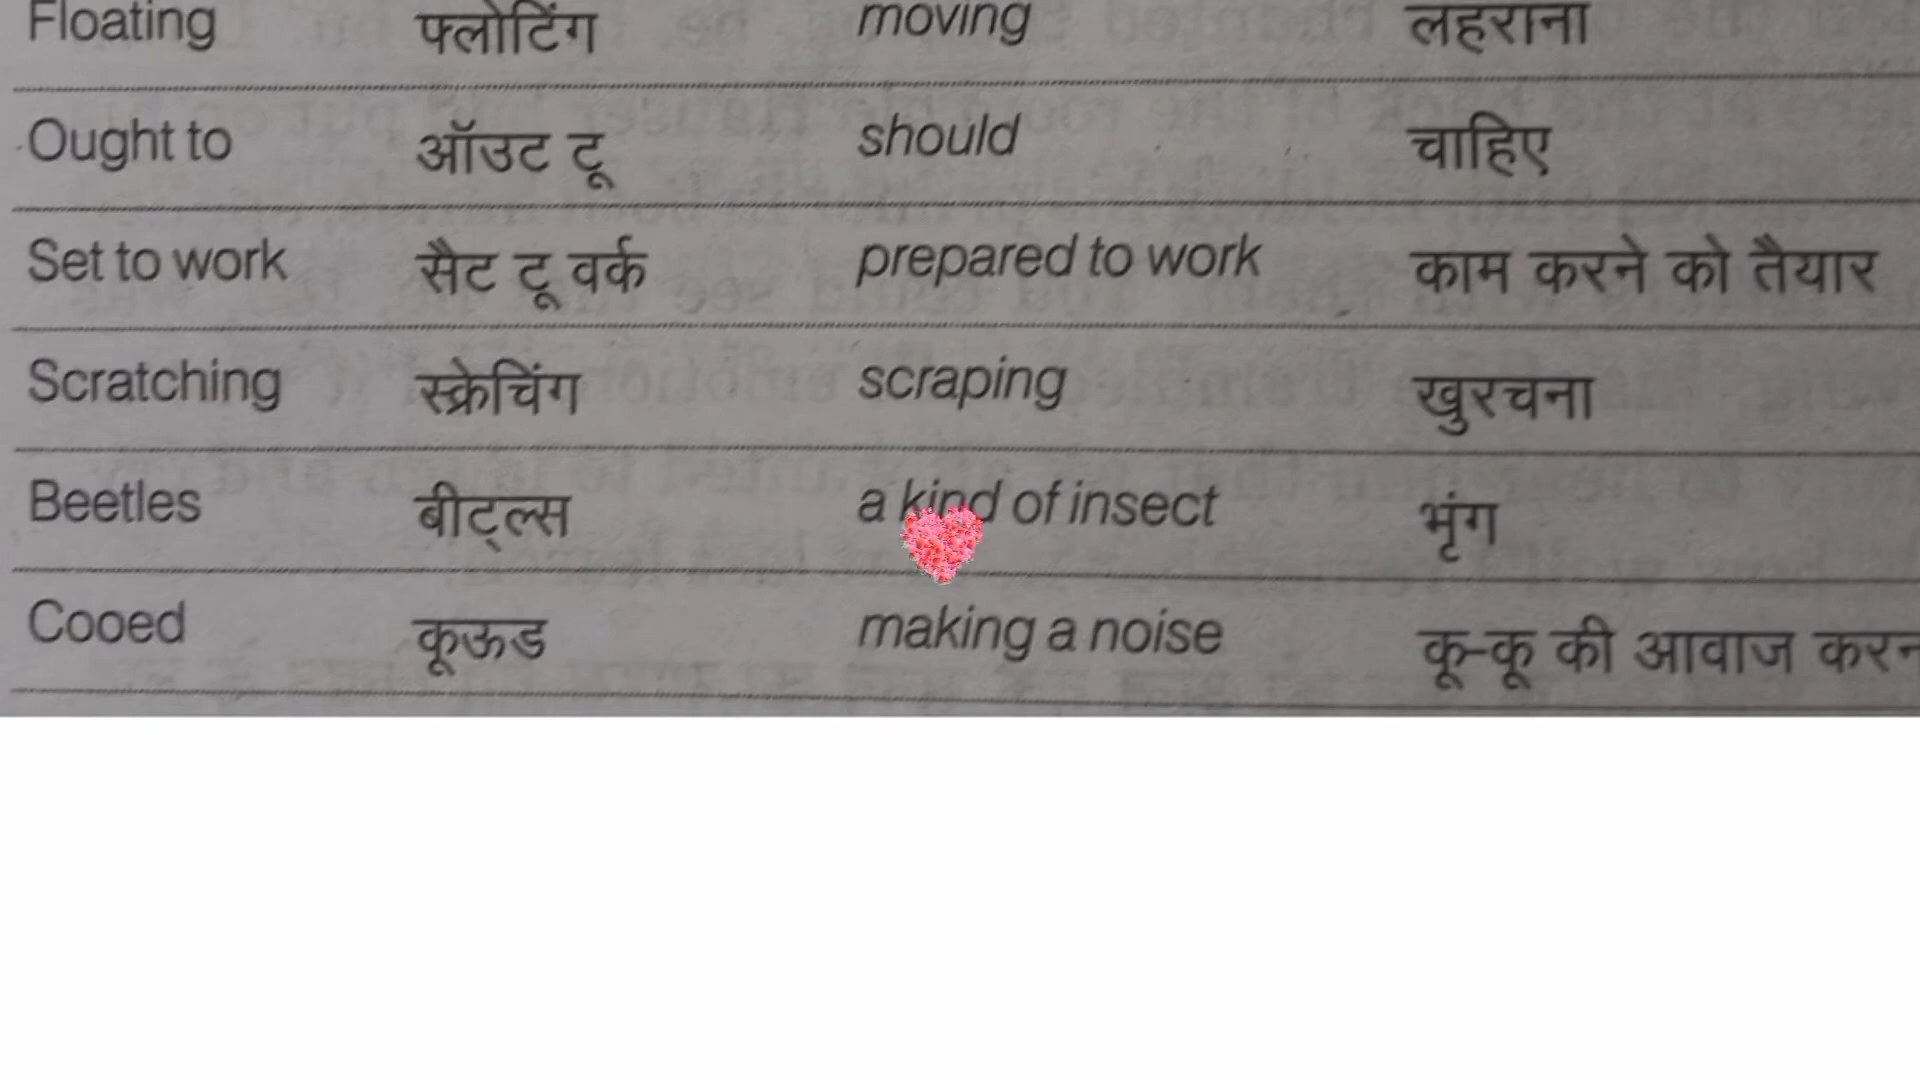 Floating फ्लोटिंग moving लहराना
Ought to ऑउट टू should चाहिए
Set to work सैट टू वर्क prepared to work काम करने को तैयार
Scratching स्क्रेचिंग scraping खुरचना
Beetles बीट्ल्स a kind of insect भृंग
Cooed कूऊड making a noise कू-कू की आवाज करन